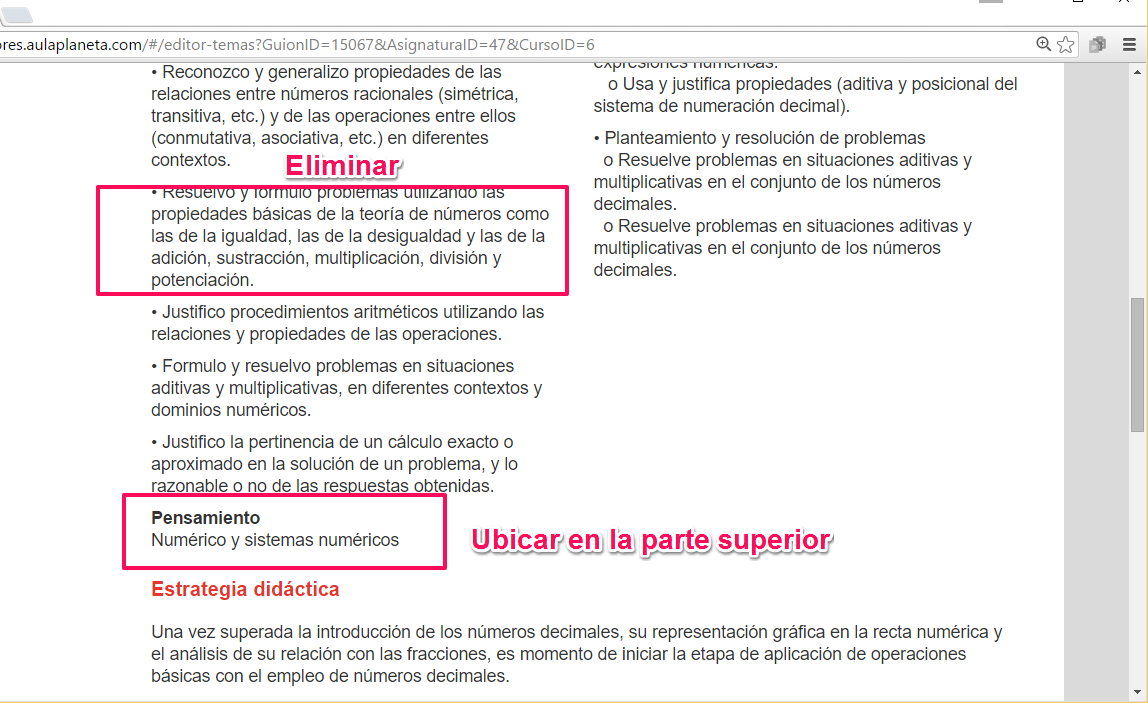 ores.aulaplaneta.com/#/editor-temas?GuionID=15067&AsignaturaID=47&CursoID=6
• Reconozco y generalizo propiedades de las
relaciones entre números racionales (simétrica,
transitiva, etc.) y de las operaciones entre ellos
(conmutativa, asociativa, etc.) en diferentes
contextos.
Eliminar
• Resuelvo y formulo problemas utilizando las
propiedades básicas de la teoría de números como
las de la igualdad, las de la desigualdad y las de la
adición, sustracción, multiplicación, división y
potenciación.
• Justifico procedimientos aritméticos utilizando las
relaciones y propiedades de las operaciones.
• Formulo y resuelvo problemas en situaciones
aditivas y multiplicativas, en diferentes contextos y
dominios numéricos.
• Justifico la pertinencia de un cálculo exacto o
aproximado en la solución de un problema, y lo
razonable o no de las respuestas obtenidas.
expresiones numéricas.
o Usa y justifica propiedades (aditiva y posicional del
sistema de numeración decimal).
• Planteamiento y resolución de problemas
o Resuelve problemas en situaciones aditivas y
multiplicativas en el conjunto de los números
decimales.
o Resuelve problemas en situaciones aditivas y
multiplicativas en el conjunto de los números
decimales.
Pensamiento
Numérico y sistemas numéricos
Ubicar en la parte superior
Estrategia didáctica
Una vez superada la introducción de los números decimales, su representación gráfica en la recta numérica y
el análisis de su relación con las fracciones, es momento de iniciar la etapa de aplicación de operaciones
básicas con el empleo de números decimales.